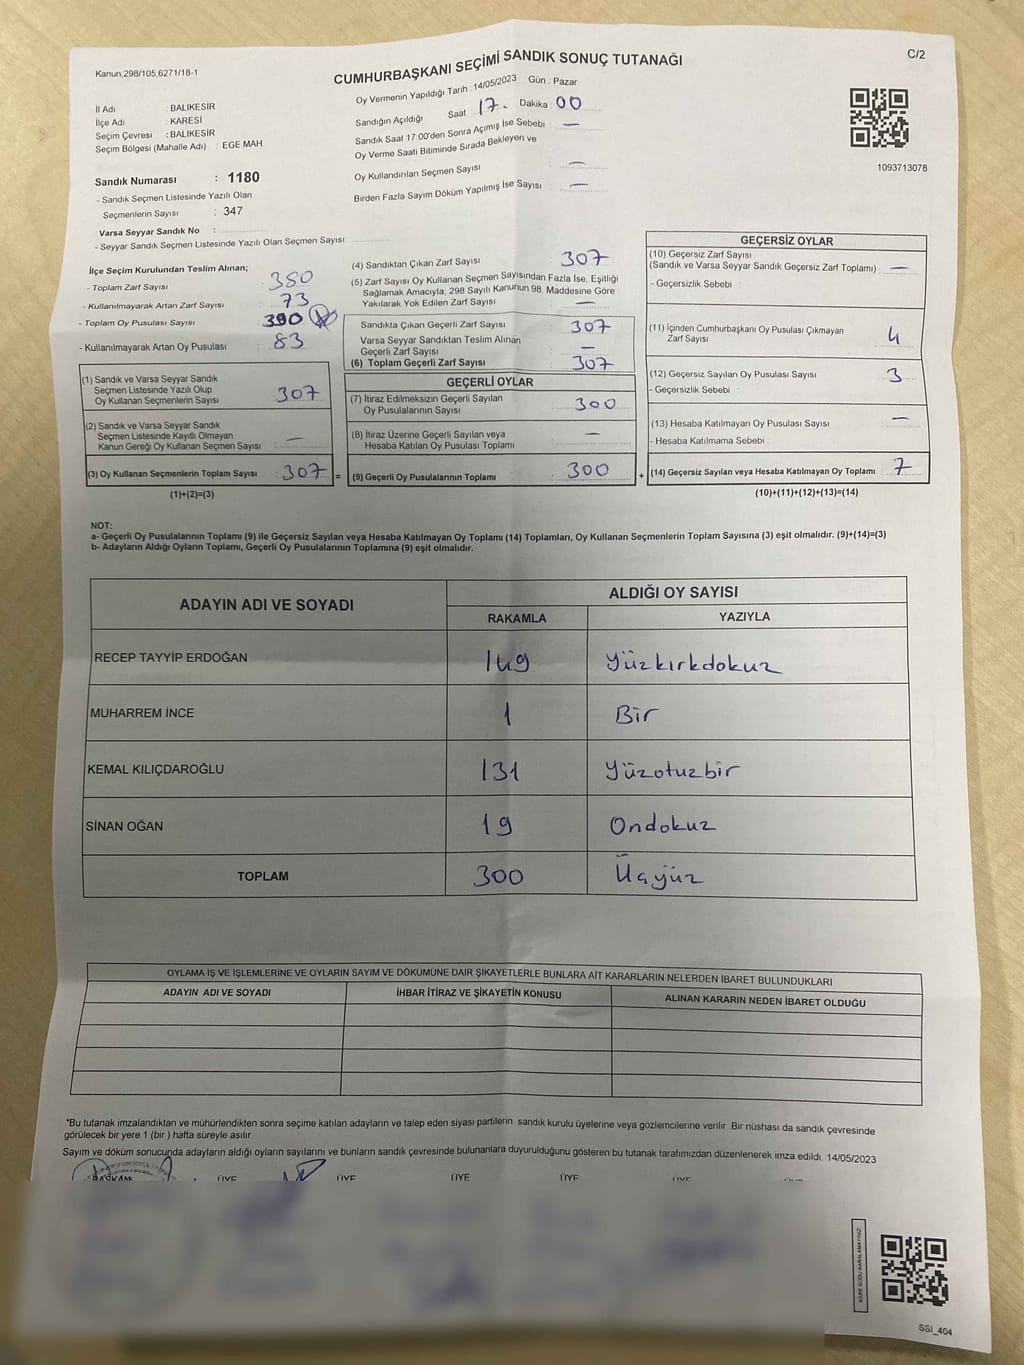 Kanun,298/105,6271/18-1
C/2
CUMHURBAŞKANI SEÇİMİ SANDIK SONUÇ TUTANAĞI
Oy Vermenin Yapıldığı Tarih : 14/05/2023 Gün : Pazar
Sandığın Açıldığı Saat : 17. Dakika : 00
Sandık Saat 17:00'den Sonra Açımış İse Sebebi : —
Oy Verme Saati Bitiminde Sırada Bekleyen ve
Oy Kullandırılan Seçmen Sayısı : —
Birden Fazla Sayım Döküm Yapılmış İse Sayısı : —
1093713078
İl Adı : BALIKESİR
İlçe Adı : KARESİ
Seçim Çevresi : BALIKESİR
Seçim Bölgesi (Mahalle Adı) : EGE MAH
Sandık Numarası : 1180
- Sandık Seçmen Listesinde Yazılı Olan
Seçmenlerin Sayısı : 347
Varsa Seyyar Sandık No :
- Seyyar Sandık Seçmen Listesinde Yazılı Olan Seçmen Sayısı :
İlçe Seçim Kurulundan Teslim Alınan;
- Toplam Zarf Sayısı : 380
- Kullanılmayarak Artan Zarf Sayısı : 73
- Toplam Oy Pusulası Sayısı : 390
- Kullanılmayarak Artan Oy Pusulası : 83
(1) Sandık ve Varsa Seyyar Sandık
Seçmen Listesinde Yazılı Olup
Oy Kullanan Seçmenlerin Sayısı : 307
(2) Sandık ve Varsa Seyyar Sandık
Seçmen Listesinde Kayıtlı Olmayan
Kanun Gereği Oy Kullanan Seçmen Sayısı : —
(3) Oy Kullanan Seçmenlerin Toplam Sayısı : 307 =
(1)+(2)=(3)
(4) Sandıktan Çıkan Zarf Sayısı : 307
(5) Zarf Sayısı Oy Kullanan Seçmen Sayısından Fazla İse, Eşitliği
Sağlamak Amacıyla, 298 Sayılı Kanunun 98. Maddesine Göre
Yakılarak Yok Edilen Zarf Sayısı : —
Sandıkta Çıkan Geçerli Zarf Sayısı : 307
Varsa Seyyar Sandıktan Teslim Alınan
Geçerli Zarf Sayısı : —
(6) Toplam Geçerli Zarf Sayısı : 307
GEÇERLİ OYLAR
(7) İtiraz Edilmeksizin Geçerli Sayılan
Oy Pusulalarının Sayısı : 300
(8) İtiraz Üzerine Geçerli Sayılan veya
Hesaba Katılan Oy Pusulası Toplamı : —
(9) Geçerli Oy Pusulalarının Toplamı : 300 +
GEÇERSİZ OYLAR
(10) Geçersiz Zarf Sayısı
(Sandık ve Varsa Seyyar Sandık Geçersiz Zarf Toplamı) : —
- Geçersizlik Sebebi :
(11) İçinden Cumhurbaşkanı Oy Pusulası Çıkmayan
Zarf Sayısı : 4
(12) Geçersiz Sayılan Oy Pusulası Sayısı : 3
- Geçersizlik Sebebi :
(13) Hesaba Katılmayan Oy Pusulası Sayısı : —
- Hesaba Katılmama Sebebi :
(14) Geçersiz Sayılan veya Hesaba Katılmayan Oy Toplamı : 7
(10)+(11)+(12)+(13)=(14)
NOT:
a- Geçerli Oy Pusulalarının Toplamı (9) ile Geçersiz Sayılan veya Hesaba Katılmayan Oy Toplamı (14) Toplamları, Oy Kullanan Seçmenlerin Toplam Sayısına (3) eşit olmalıdır. (9)+(14)=(3)
b- Adayların Aldığı Oyların Toplamı, Geçerli Oy Pusulalarının Toplamına (9) eşit olmalıdır.
ADAYIN ADI VE SOYADI ALDIĞI OY SAYISI
RAKAMLA YAZIYLA
RECEP TAYYİP ERDOĞAN 149 Yüzkırkdokuz
MUHARREM İNCE 1 Bir
KEMAL KILIÇDAROĞLU 131 Yüzotuzbir
SİNAN OĞAN 19 Ondokuz
TOPLAM 300 Üçyüz
OYLAMA İŞ VE İŞLEMLERİNE VE OYLARIN SAYIM VE DÖKÜMÜNE DAİR ŞİKAYETLERLE BUNLARA AİT KARARLARIN NELERDEN İBARET BULUNDUKLARI
ADAYIN ADI VE SOYADI İHBAR İTİRAZ VE ŞİKAYETİN KONUSU ALINAN KARARIN NEDEN İBARET OLDUĞU
*Bu tutanak imzalandıktan ve mühürlendikten sonra seçime katılan adayların ve talep eden siyasi partilerin sandık kurulu üyelerine veya gözlemcilerine verilir. Bir nüshası da sandık çevresinde
görülecek bir yere 1 (bir ) hafta süreyle asılır.
Sayım ve döküm sonucunda adayların aldığı oyların sayılarını ve bunların sandık çevresinde bulunanlara duyurulduğunu gösteren bu tutanak tarafımızdan düzenlenerek imza edildi. 14/05/2023
BAŞKAN ÜYE ÜYE ÜYE ÜYE ÜYE
KARE KODU KARALAMAYINIZ!
SSI_404